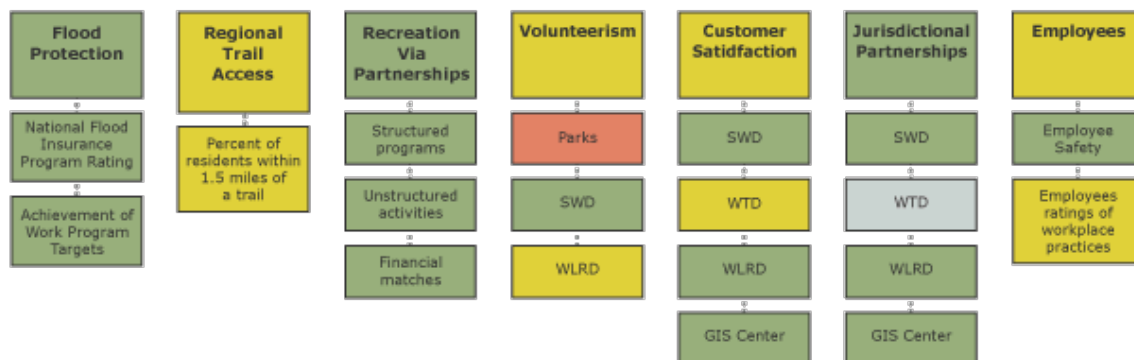 Flood
Protection
National Flood
Insurance
Program Rating
Achievement of
Work Program
Targets
Regional
Trail
Access
Percent of
residents within
1.5 miles of
a trail
Recreation
Via
Partnerships
Structured
programs
Unstructured
activities
Financial
matches
Volunteerism
Parks
SWD
WLRD
Customer
Satidfaction
SWD
WTD
WLRD
GIS Center
Jurisdictional
Partnerships
SWD
WTD
WLRD
GIS Center
Employees
Employee
Safety
Employees
ratings of
workplace
practices